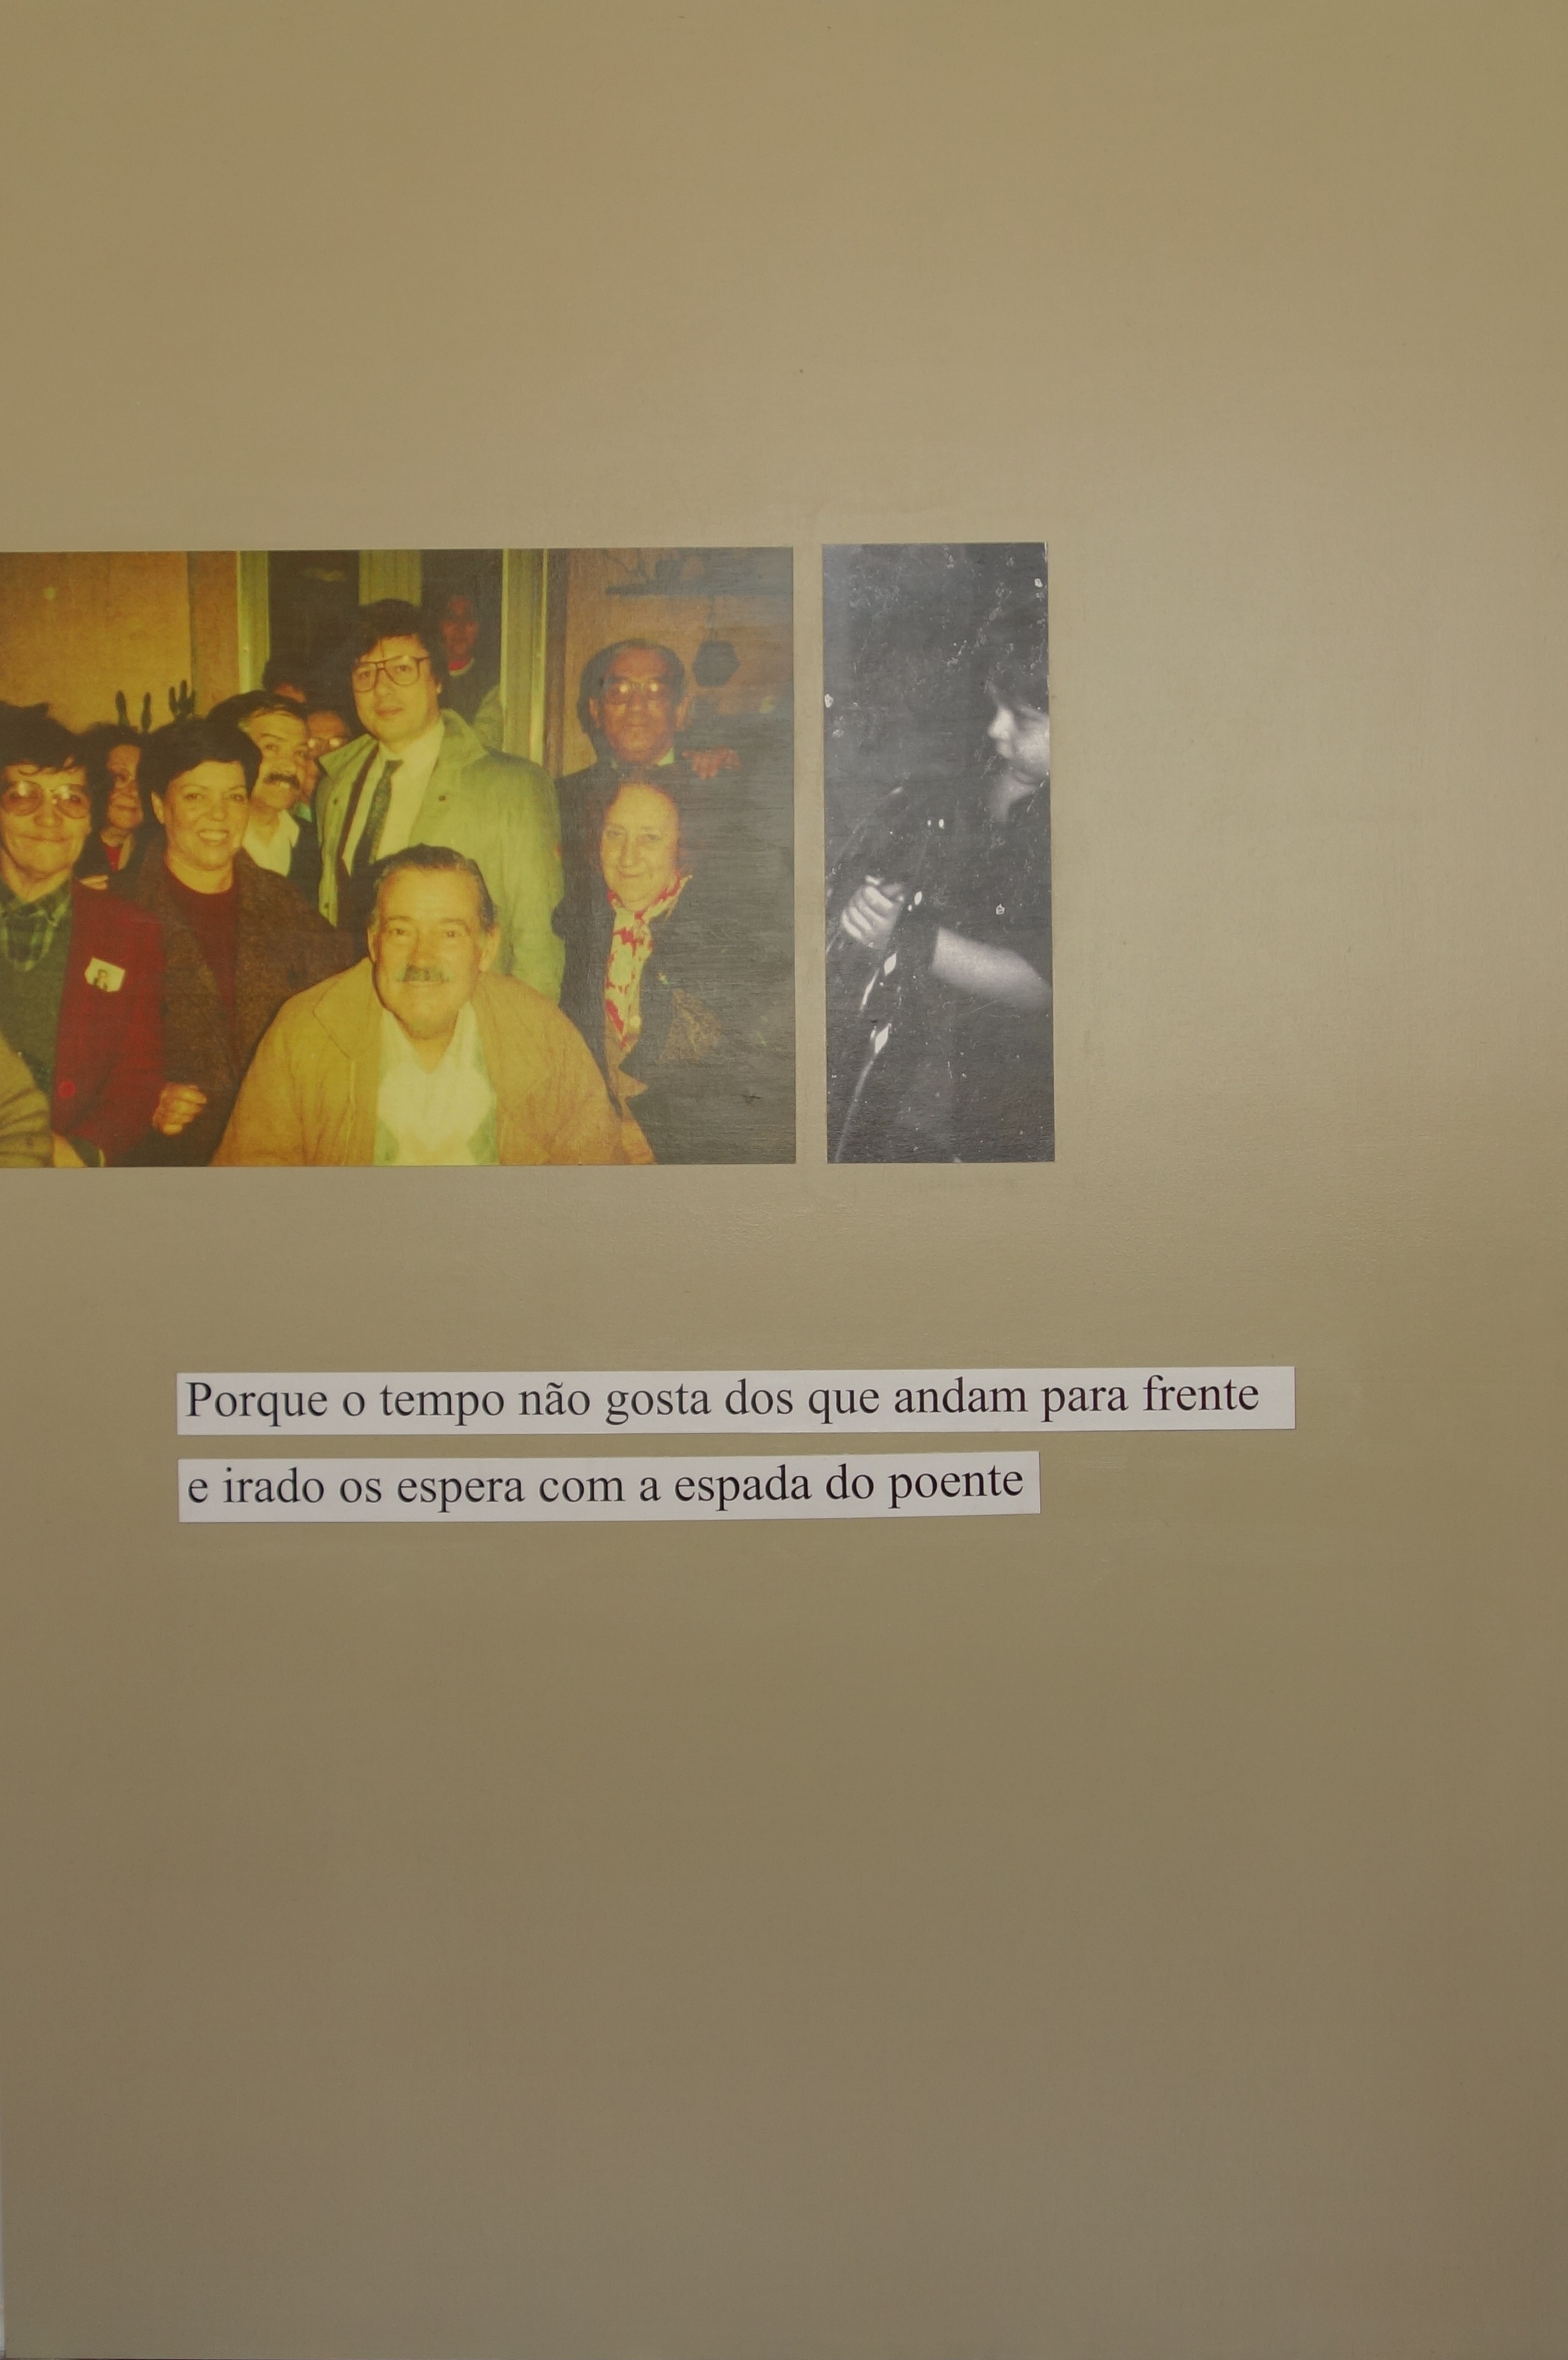 Porque o tempo não gosta dos que andam para frente
e irado os espera com a espada do poente